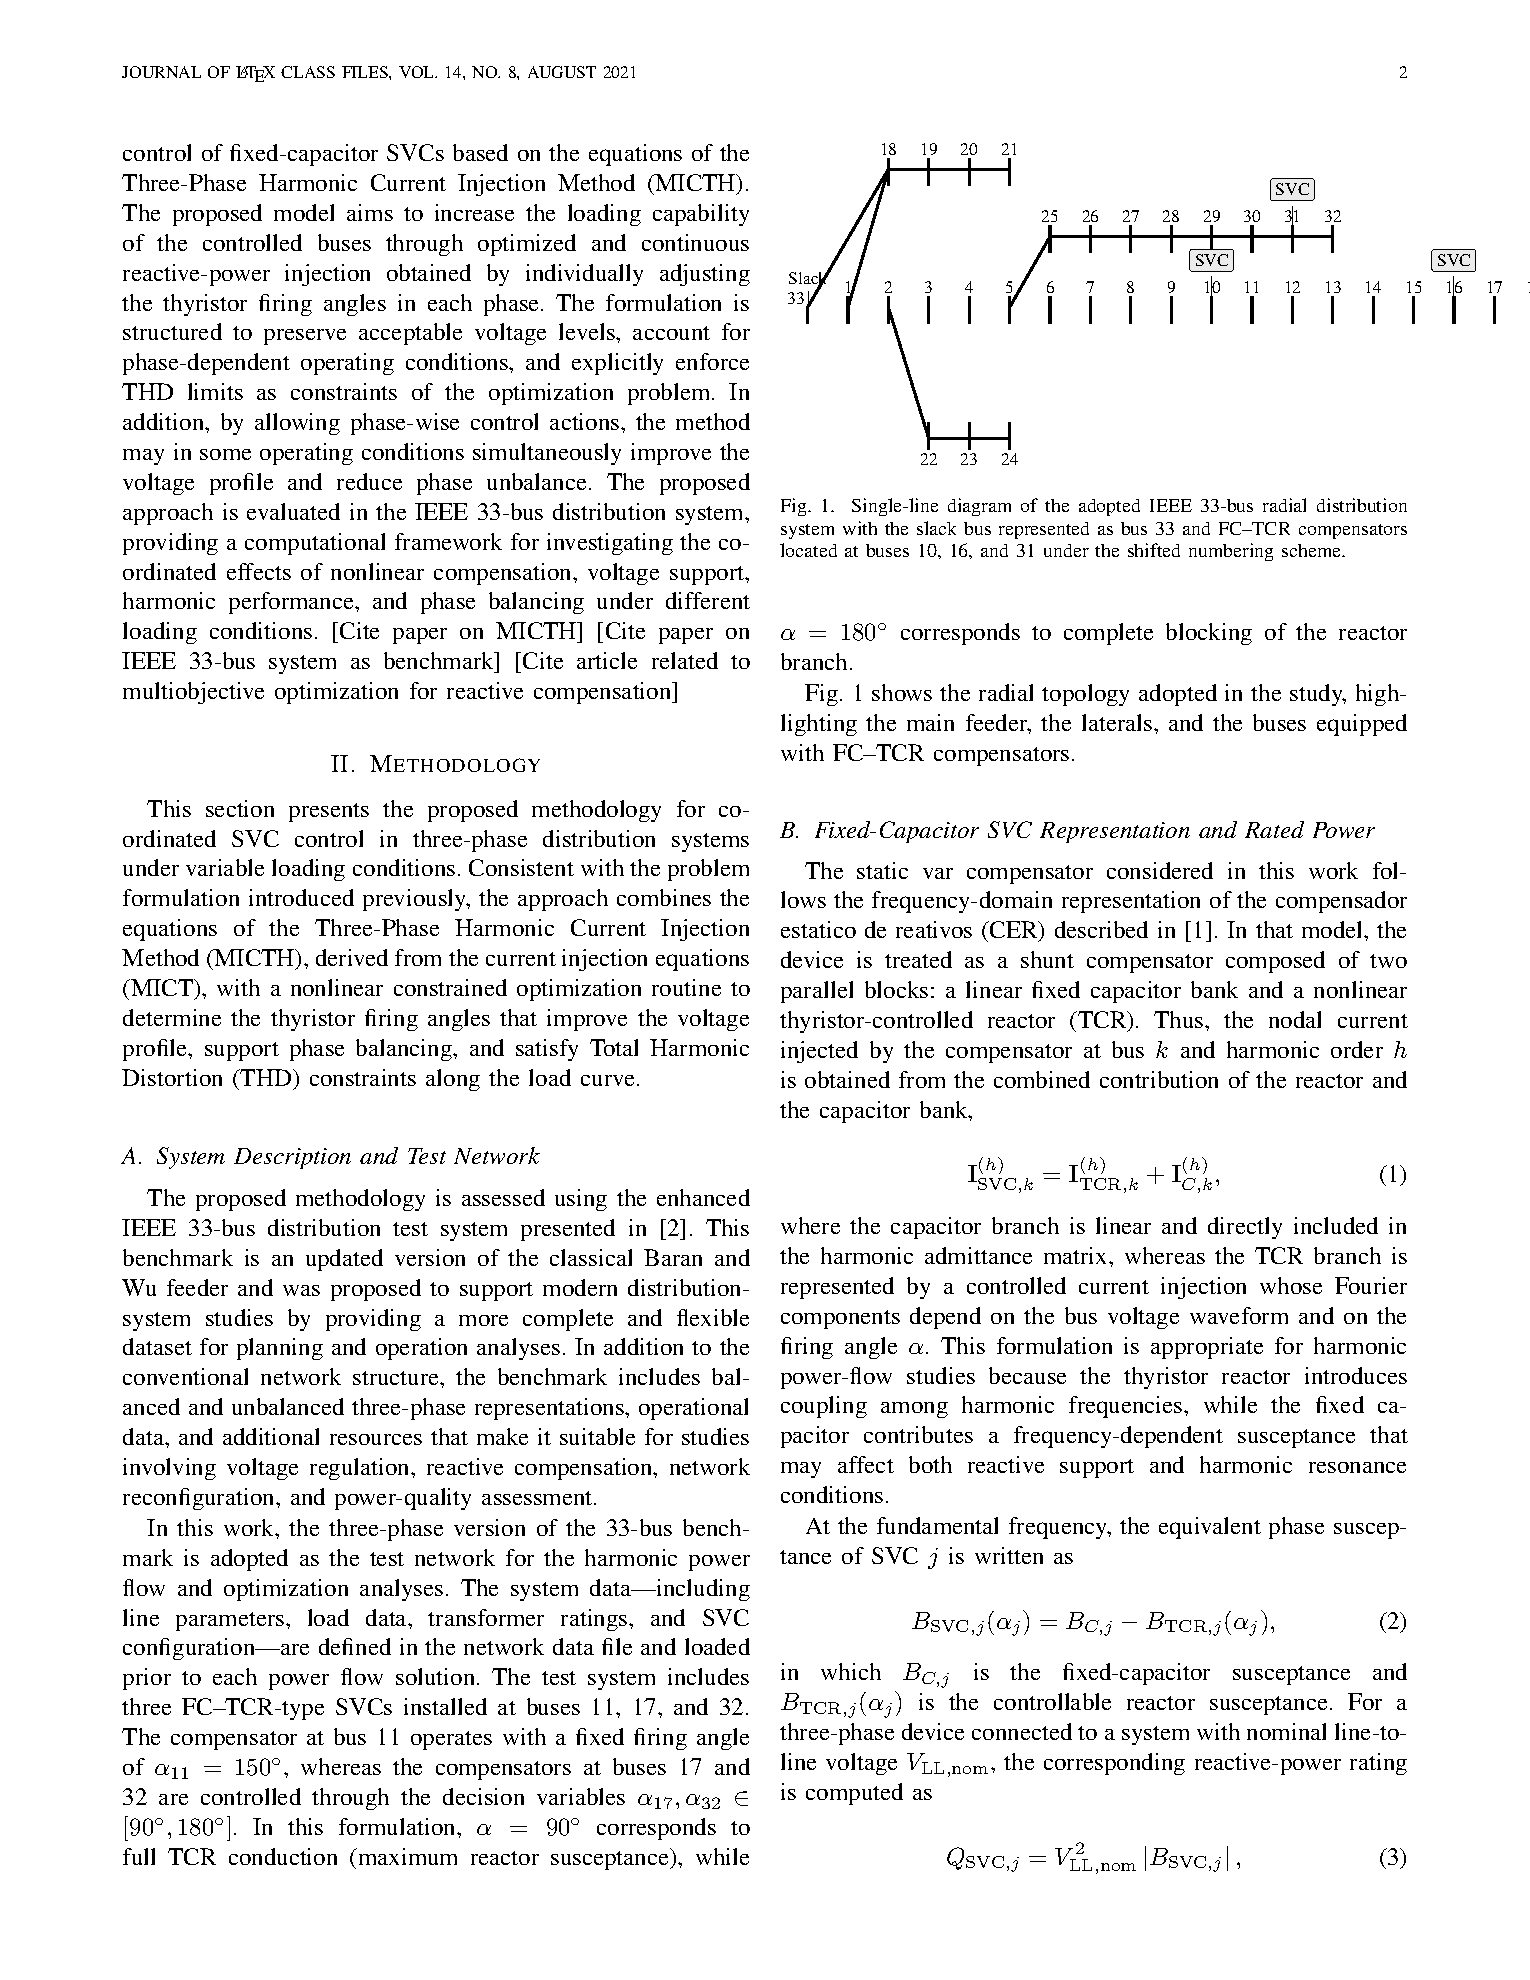 JOURNAL OF LATEX CLASS FILES, VOL. 14, NO. 8, AUGUST 2021
2
control of fixed-capacitor SVCs based on the equations of the
Three-Phase Harmonic Current Injection Method (MICTH).
The proposed model aims to increase the loading capability
of the controlled buses through optimized and continuous
reactive-power injection obtained by individually adjusting
the thyristor firing angles in each phase. The formulation is
structured to preserve acceptable voltage levels, account for
phase-dependent operating conditions, and explicitly enforce
THD limits as constraints of the optimization problem. In
addition, by allowing phase-wise control actions, the method
may in some operating conditions simultaneously improve the
voltage profile and reduce phase unbalance. The proposed
approach is evaluated in the IEEE 33-bus distribution system,
providing a computational framework for investigating the co-
ordinated effects of nonlinear compensation, voltage support,
harmonic performance, and phase balancing under different
loading conditions. [Cite paper on MICTH] [Cite paper on
IEEE 33-bus system as benchmark] [Cite article related to
multiobjective optimization for reactive compensation]
II. METHODOLOGY
This section presents the proposed methodology for co-
ordinated SVC control in three-phase distribution systems
under variable loading conditions. Consistent with the problem
formulation introduced previously, the approach combines the
equations of the Three-Phase Harmonic Current Injection
Method (MICTH), derived from the current injection equations
(MICT), with a nonlinear constrained optimization routine to
determine the thyristor firing angles that improve the voltage
profile, support phase balancing, and satisfy Total Harmonic
Distortion (THD) constraints along the load curve.
A. System Description and Test Network
The proposed methodology is assessed using the enhanced
IEEE 33-bus distribution test system presented in [2]. This
benchmark is an updated version of the classical Baran and
Wu feeder and was proposed to support modern distribution-
system studies by providing a more complete and flexible
dataset for planning and operation analyses. In addition to the
conventional network structure, the benchmark includes bal-
anced and unbalanced three-phase representations, operational
data, and additional resources that make it suitable for studies
involving voltage regulation, reactive compensation, network
reconfiguration, and power-quality assessment.
In this work, the three-phase version of the 33-bus bench-
mark is adopted as the test network for the harmonic power
flow and optimization analyses. The system data—including
line parameters, load data, transformer ratings, and SVC
configuration—are defined in the network data file and loaded
prior to each power flow solution. The test system includes
three FC–TCR-type SVCs installed at buses 11, 17, and 32.
The compensator at bus 11 operates with a fixed firing angle
of α₁₁ = 150°, whereas the compensators at buses 17 and
32 are controlled through the decision variables α₁₇, α₃₂ ∈
[90°, 180°]. In this formulation, α = 90° corresponds to
full TCR conduction (maximum reactor susceptance), while
18 19 20 21
SVC
25 26 27 28 29 30 31 32
SVC SVC
Slack
33
1 2 3 4 5 6 7 8 9 10 11 12 13 14 15 16 17
22 23 24
Fig. 1. Single-line diagram of the adopted IEEE 33-bus radial distribution
system with the slack bus represented as bus 33 and FC–TCR compensators
located at buses 10, 16, and 31 under the shifted numbering scheme.
α = 180° corresponds to complete blocking of the reactor
branch.
Fig. 1 shows the radial topology adopted in the study, high-
lighting the main feeder, the laterals, and the buses equipped
with FC–TCR compensators.
B. Fixed-Capacitor SVC Representation and Rated Power
The static var compensator considered in this work fol-
lows the frequency-domain representation of the compensador
estatico de reativos (CER) described in [1]. In that model, the
device is treated as a shunt compensator composed of two
parallel blocks: a linear fixed capacitor bank and a nonlinear
thyristor-controlled reactor (TCR). Thus, the nodal current
injected by the compensator at bus k and harmonic order h
is obtained from the combined contribution of the reactor and
the capacitor bank,
I_{SVC,k}^{(h)} = I_{TCR,k}^{(h)} + I_{C,k}^{(h)}, (1)
where the capacitor branch is linear and directly included in
the harmonic admittance matrix, whereas the TCR branch is
represented by a controlled current injection whose Fourier
components depend on the bus voltage waveform and on the
firing angle α. This formulation is appropriate for harmonic
power-flow studies because the thyristor reactor introduces
coupling among harmonic frequencies, while the fixed ca-
pacitor contributes a frequency-dependent susceptance that
may affect both reactive support and harmonic resonance
conditions.
At the fundamental frequency, the equivalent phase suscep-
tance of SVC j is written as
B_{SVC,j}(α_j) = B_{C,j} − B_{TCR,j}(α_j), (2)
in which B_{C,j} is the fixed-capacitor susceptance and
B_{TCR,j}(α_j) is the controllable reactor susceptance. For a
three-phase device connected to a system with nominal line-to-
line voltage V_{LL,nom}, the corresponding reactive-power rating
is computed as
Q_{SVC,j} = V_{LL,nom}^2 |B_{SVC,j}|, (3)